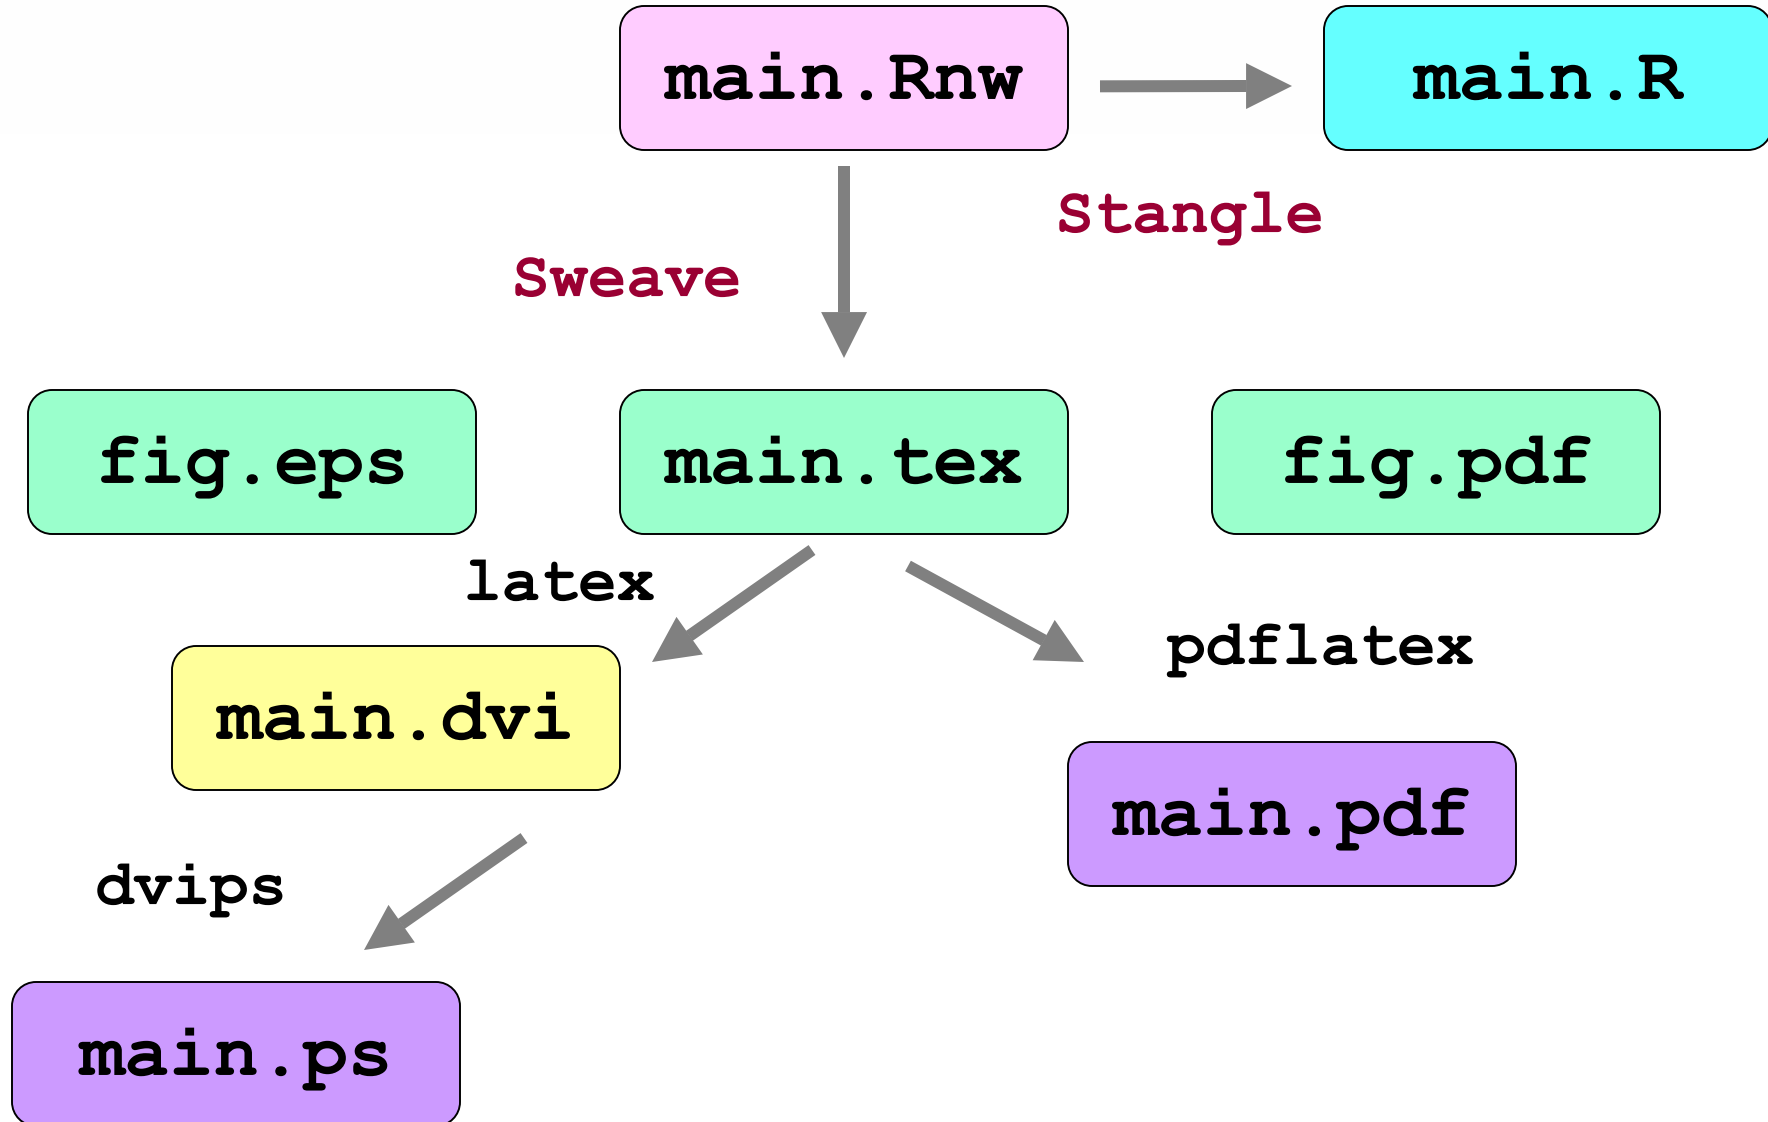 main.Rnw
main.R
Stangle
Sweave
fig.eps
main.tex
fig.pdf
latex
pdflatex
main.dvi
main.pdf
dvips
main.ps